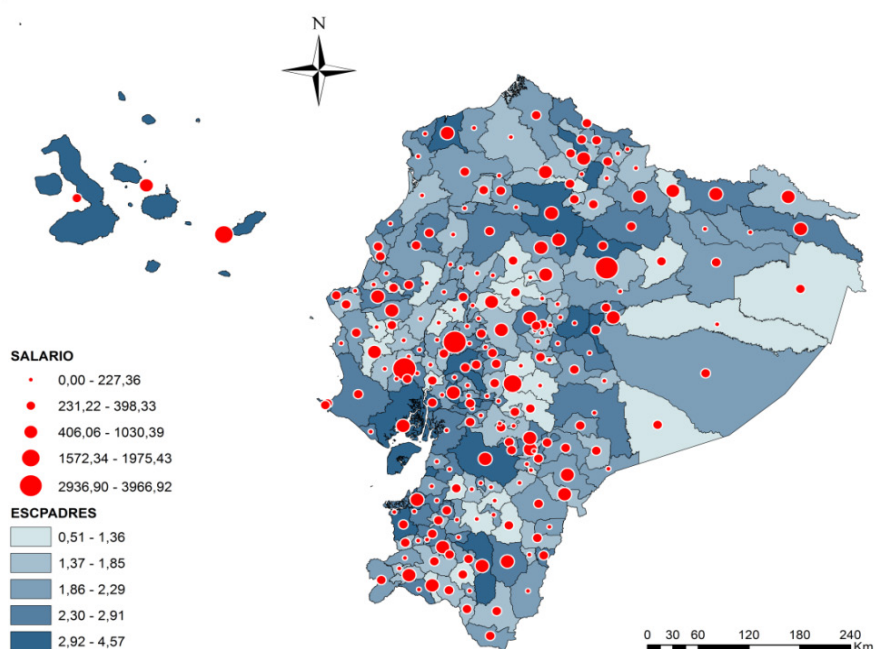 N
SALARIO
0,00 - 227,36
231,22 - 398,33
406,06 - 1030,39
1572,34 - 1975,43
2936,90 - 3966,92
ESCPADRES
0,51 - 1,36
1,37 - 1,85
1,86 - 2,29
2,30 - 2,91
2,92 - 4,57
0 30 60 120 180 240
Km